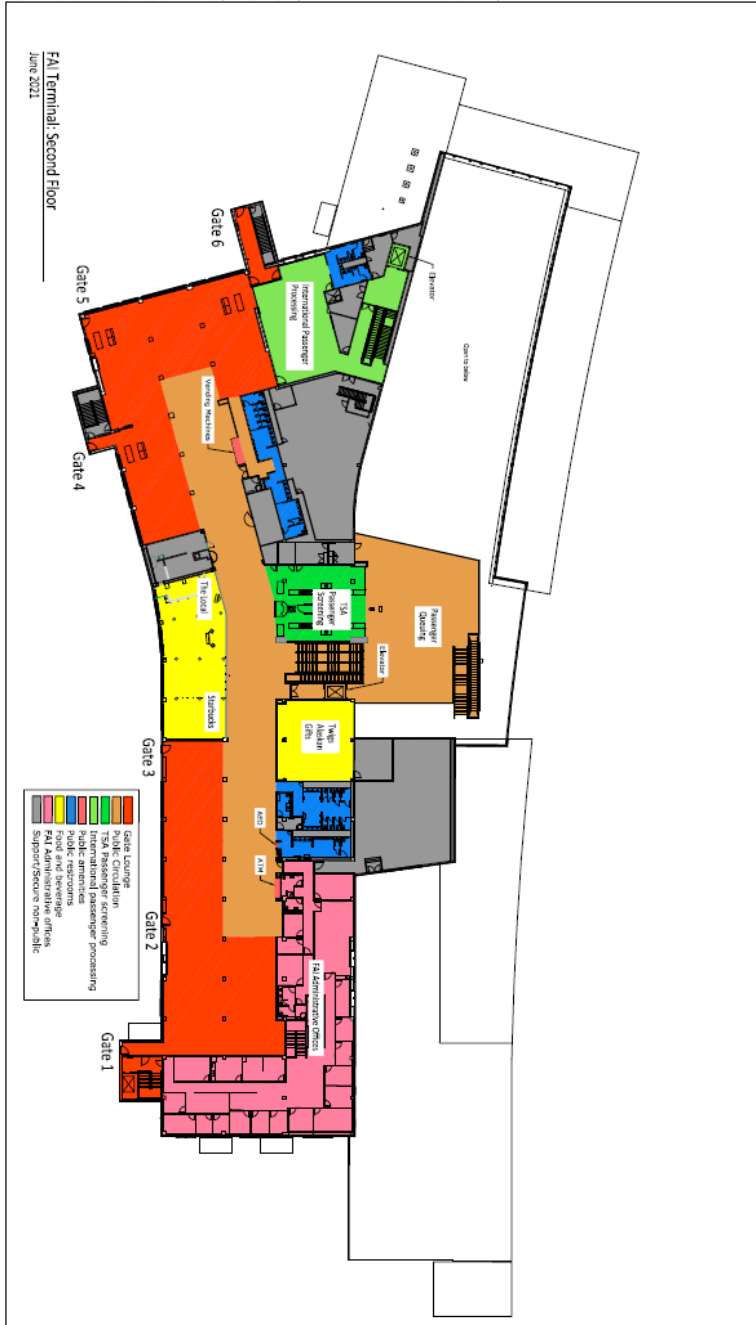 FAI Terminal: Second Floor
June 2021
Gate 6
Gate 5
Gate 4
Gate 3
Gate 2
Gate 1
Elevator
International Passenger
Processing
Open to below
Vending Machines
TSA
Passenger
Screening
Passenger
Queuing
Elevator
The Local
Starbucks
Twigs
Alaskan
Gifts
AED
ATM
FAI Administrative Offices
Gate Lounge
Public Circulation
TSA Passenger screening
International passenger processing
Public amenities
Public restrooms
Food and beverage
FAI Administrative offices
Support/Secure non-public